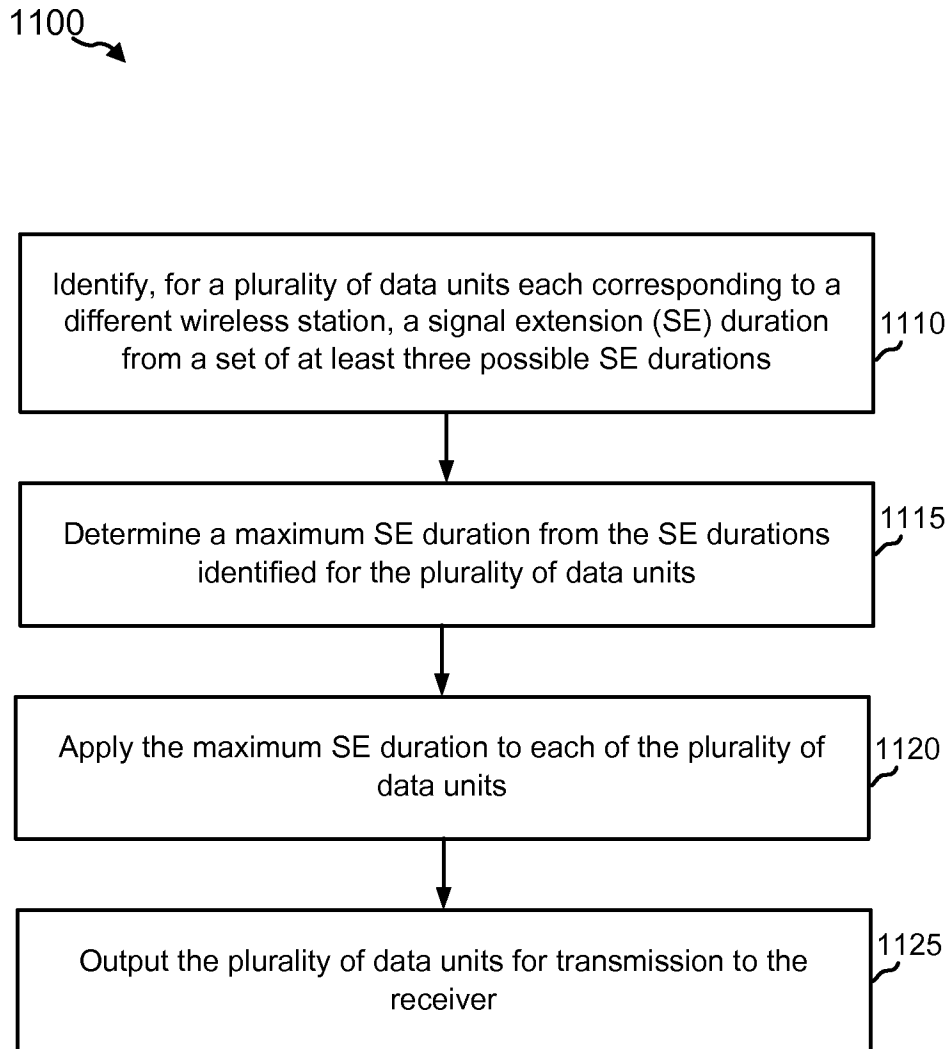 1100
Identify, for a plurality of data units each corresponding to a
different wireless station, a signal extension (SE) duration
from a set of at least three possible SE durations
1110
Determine a maximum SE duration from the SE durations
identified for the plurality of data units
1115
Apply the maximum SE duration to each of the plurality of
data units
1120
Output the plurality of data units for transmission to the
receiver
1125